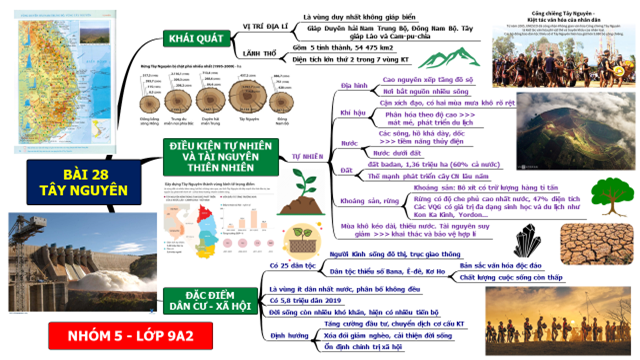 BÀI 28
TÂY NGUYÊN
NHÓM 5 - LỚP 9A2
KHÁI QUÁT
VỊ TRÍ ĐỊA LÍ
Là vùng duy nhất không giáp biển
Giáp Duyên hải Nam Trung Bộ, Đông Nam Bộ. Tây
giáp Lào và Cam-pu-chia
LÃNH THỔ
Gồm 5 tỉnh thành, 54 475 km2
Diện tích lớn thứ 2 trong 7 vùng KT
Công chiêng Tây Nguyên -
Kiệt tác văn hóa của nhân dân
ĐIỀU KIỆN TỰ NHIÊN
VÀ TÀI NGUYÊN
THIÊN NHIÊN
TỰ NHIÊN
Địa hình
Cao nguyên xếp tầng đồ sộ
Nơi bắt nguồn nhiều sông
Khí hậu
Cận xích đạo, có hai mùa mưa khô rõ rệt
Phân hóa theo độ cao >>>
mát mẻ, phát triển du lịch
Nước
Các sông, hồ khá dày, dốc
>>> tiềm năng thủy điện
Nước dưới đất
Đất
đất badan, 1,36 triệu ha (60% cả nước)
Thế mạnh phát triển cây CN lâu năm
Khoáng sản, rừng
Khoáng sản: Bô xít có trữ lượng hàng tỉ tấn
Rừng có độ che phủ cao nhất nước, 47% diện tích
Các VQG có giá trị đa dạng sinh học và du lịch như
Kon Ka Kinh, Yordon...
Mùa khô kéo dài, thiếu nước. Tài nguyên suy
giảm >>> khai thác và bảo vệ hợp lí
ĐẶC ĐIỂM
DÂN CƯ - XÃ HỘI
Có 25 dân tộc
Người Kinh sống đô thị, trục giao thông
Dân tộc thiểu số Bana, Ê-đê, Kơ Ho
Bản sắc văn hóa độc đáo
Chất lượng cuộc sống còn thấp
Là vùng ít dân nhất nước, phân bố không đều
Có 5,8 triệu dân 2019
Đời sống còn nhiều khó khăn, hiện có nhiều tiến bộ
Định hướng
Tăng cường đầu tư, chuyển dịch cơ cấu KT
Xóa đói giảm nghèo, cải thiện đời sống
Ổn định chính trị xã hội